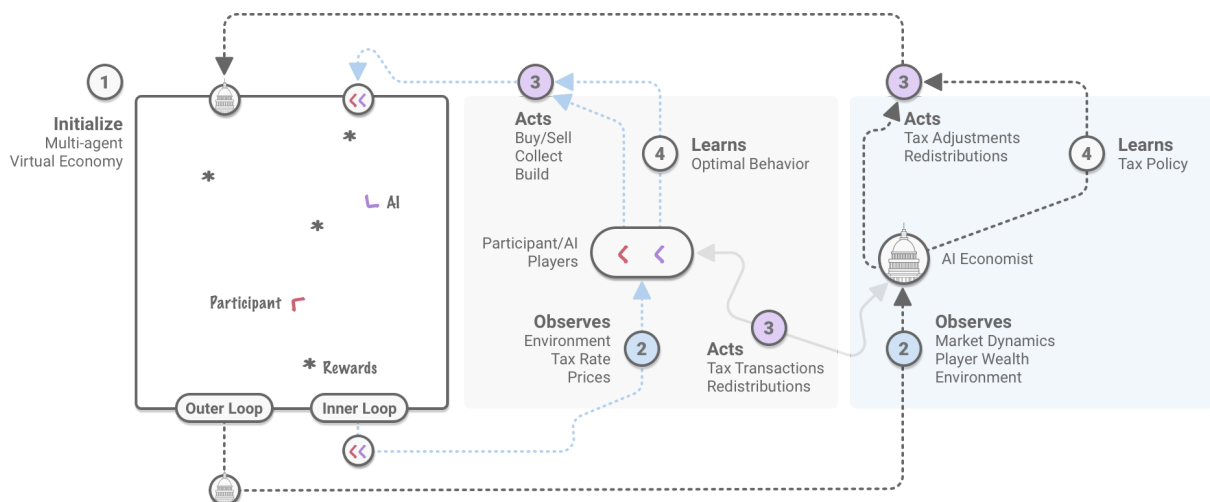 1
Initialize
Multi-agent
Virtual Economy
AI
Participant
Rewards
Outer Loop
Inner Loop
3
Acts
Buy/Sell
Collect
Build
4
Learns
Optimal Behavior
Participant/AI
Players
Observes
Environment
Tax Rate
Prices
2
3
Acts
Tax Transactions
Redistributions
3
Acts
Tax Adjustments
Redistributions
4
Learns
Tax Policy
AI Economist
2
Observes
Market Dynamics
Player Wealth
Environment